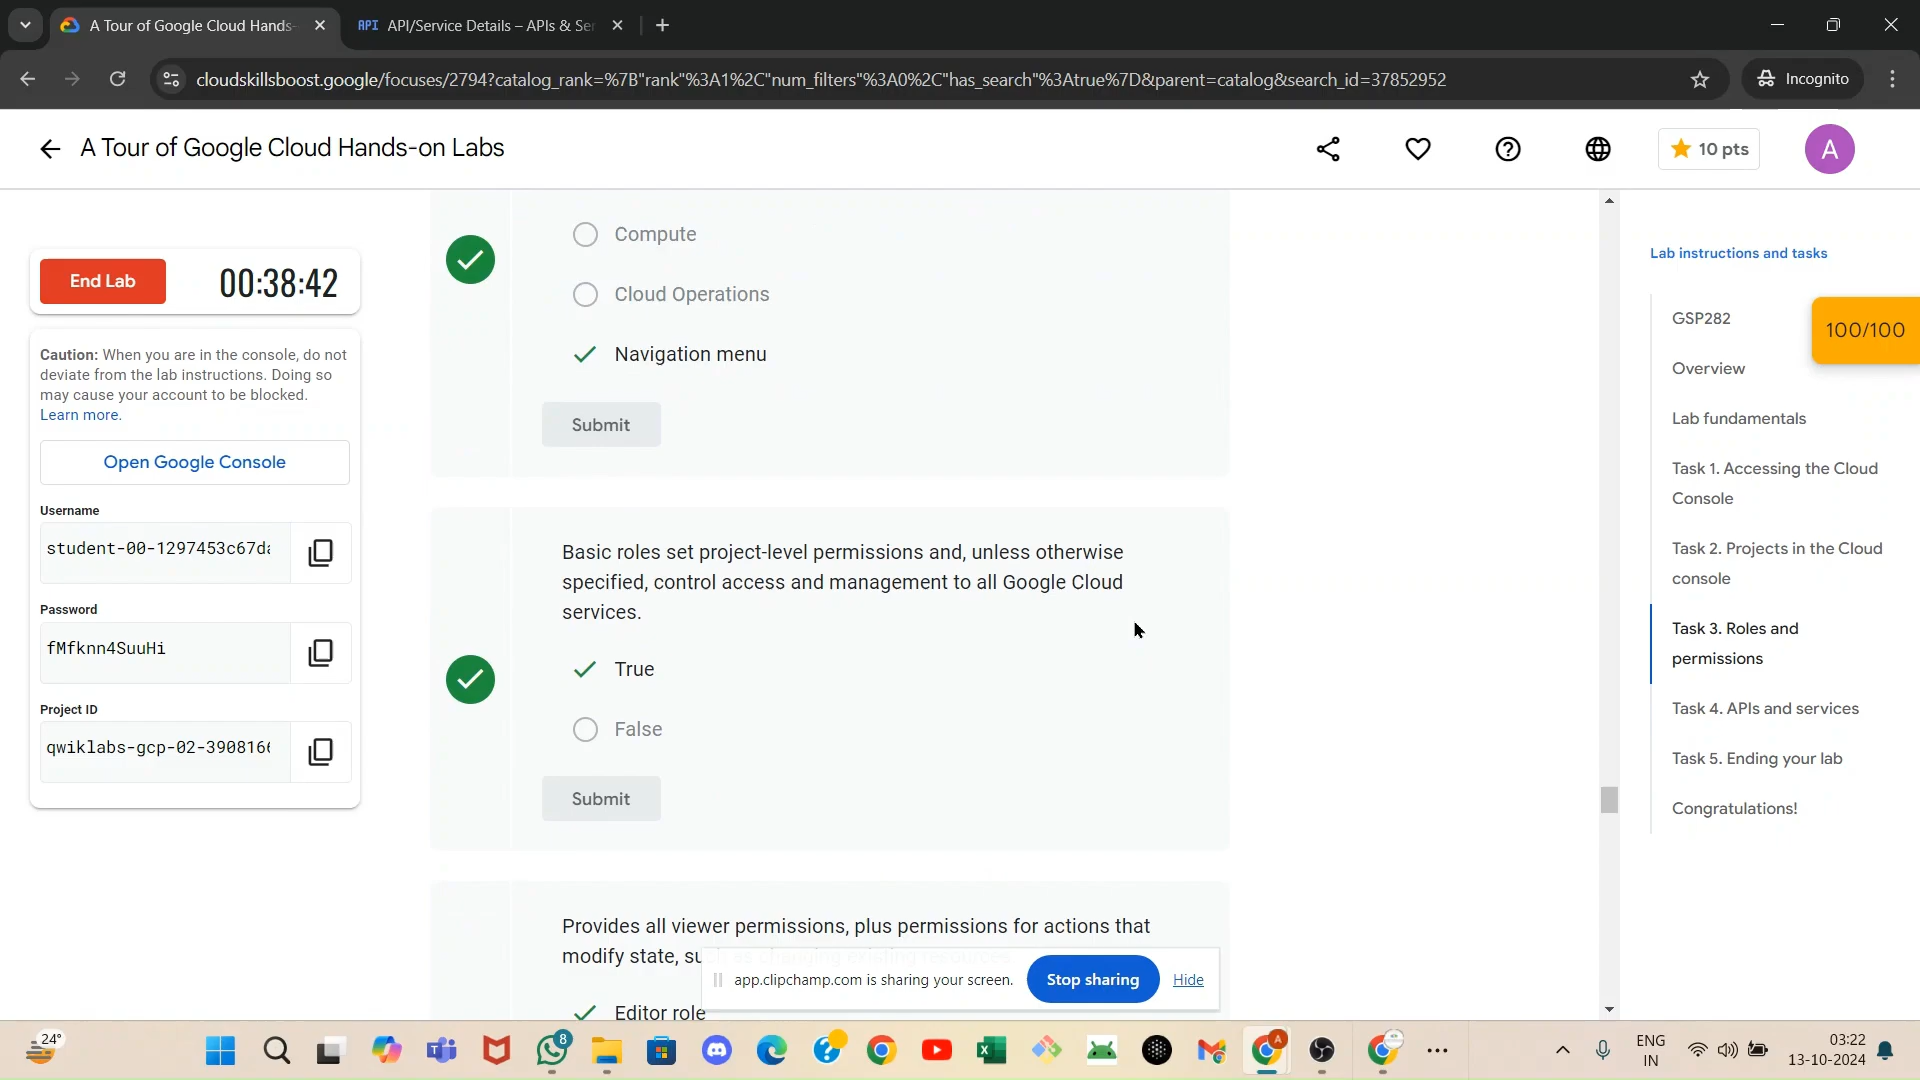 A Tour of Google Cloud Hands-
API API/Service Details – APIs & Ser
cloudskillsboost.google/focuses/2794?catalog_rank=%7B"rank"%3A1%2C"num_filters"%3A0%2C"has_search"%3Atrue%7D&parent=catalog&search_id=37852952
Incognito
A Tour of Google Cloud Hands-on Labs
10 pts
A
End Lab
00:38:42
Caution: When you are in the console, do not
deviate from the lab instructions. Doing so
may cause your account to be blocked.
Learn more.
Open Google Console
Username
student-00-1297453c67da
Password
fMfknn4SuuHi
Project ID
qwiklabs-gcp-02-3908166
Compute
Cloud Operations
Navigation menu
Submit
Basic roles set project-level permissions and, unless otherwise
specified, control access and management to all Google Cloud
services.
True
False
Submit
Provides all viewer permissions, plus permissions for actions that
modify state, such as changing existing resources.
Editor role
app.clipchamp.com is sharing your screen.
Stop sharing
Hide
Lab instructions and tasks
GSP282
100/100
Overview
Lab fundamentals
Task 1. Accessing the Cloud
Console
Task 2. Projects in the Cloud
console
Task 3. Roles and
permissions
Task 4. APIs and services
Task 5. Ending your lab
Congratulations!
24°
8
A
ENG
IN
03:22
13-10-2024